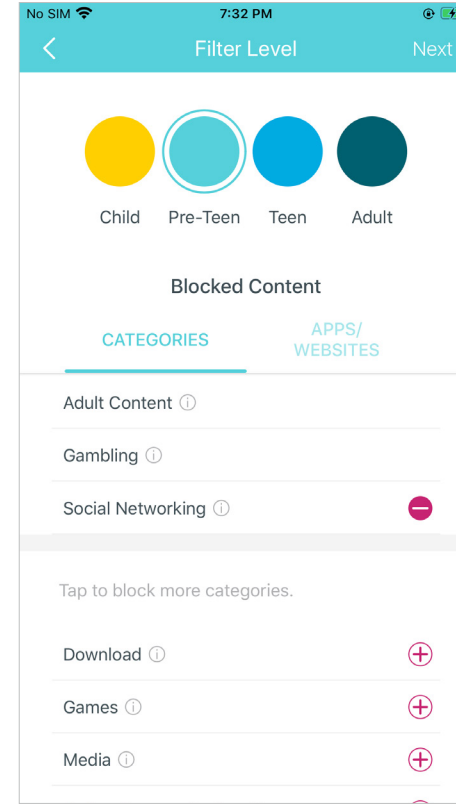 No SIM 7:32 PM
Filter Level Next
Child Pre-Teen Teen Adult
Blocked Content
CATEGORIES
APPS/
WEBSITES
Adult Content
Gambling
Social Networking
Tap to block more categories.
Download
Games
Media